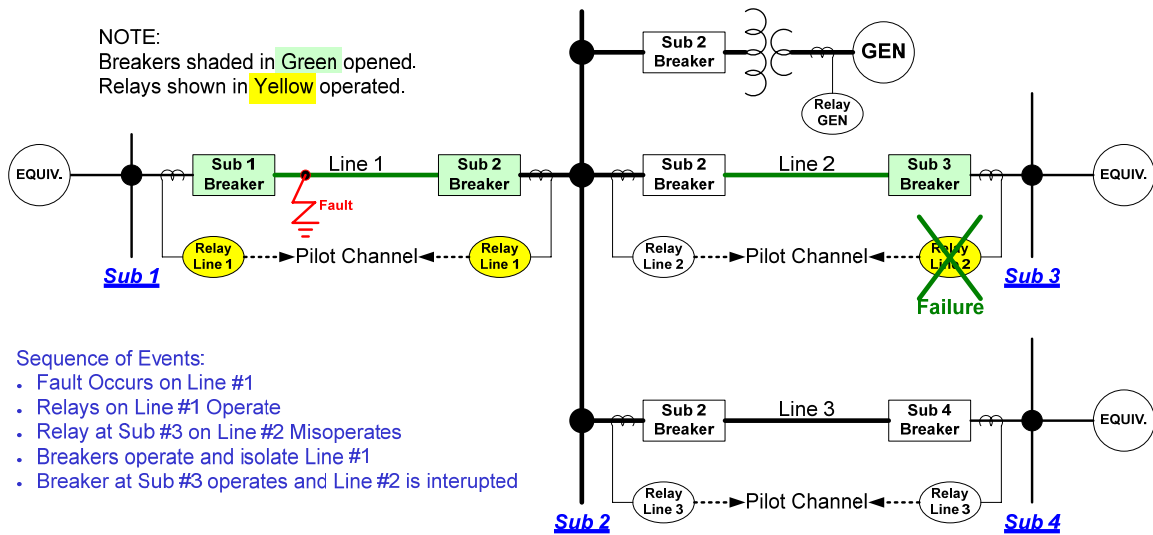 NOTE:
Breakers shaded in Green opened.
Relays shown in Yellow operated.
Sub 2
Breaker
GEN
Relay
GEN
EQUIV.
Sub 1
Breaker
Line 1
Sub 2
Breaker
Sub 2
Breaker
Line 2
Sub 3
Breaker
EQUIV.
Fault
Relay
Line 1
Pilot Channel
Relay
Line 1
Relay
Line 2
Pilot Channel
Relay
Line 2
Sub 1
Sub 3
Failure
Sequence of Events:
• Fault Occurs on Line #1
• Relays on Line #1 Operate
• Relay at Sub #3 on Line #2 Misoperates
• Breakers operate and isolate Line #1
• Breaker at Sub #3 operates and Line #2 is interupted
Sub 2
Breaker
Line 3
Sub 4
Breaker
EQUIV.
Relay
Line 3
Pilot Channel
Relay
Line 3
Sub 2
Sub 4